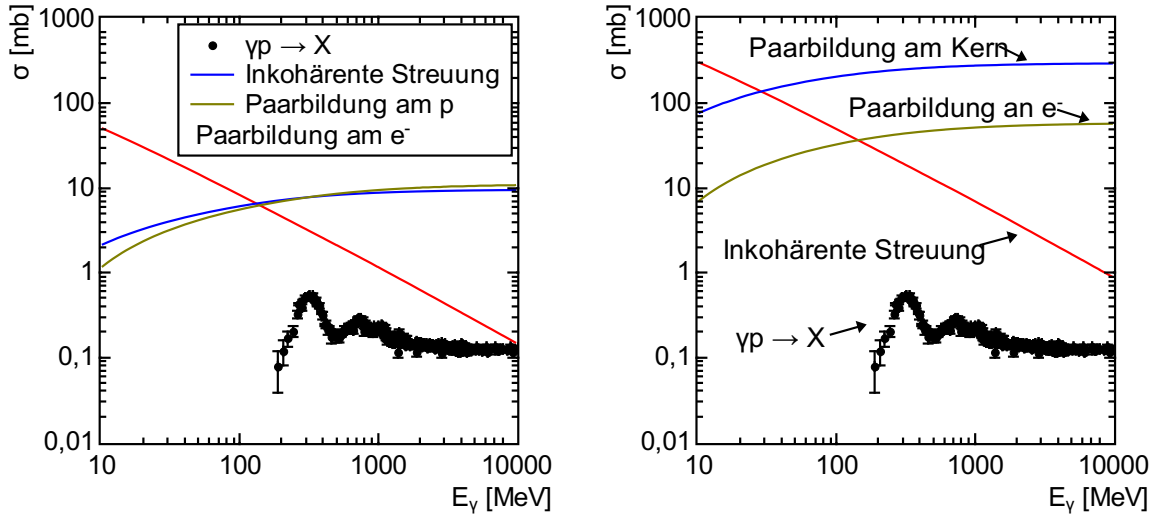 σ [mb]
1000
100
10
1
0,1
0,01
γp → X
Inkohärente Streuung
Paarbildung am p
Paarbildung am e⁻
10
100
1000
10000
E_γ [MeV]
σ [mb]
1000
100
10
1
0,1
0,01
Paarbildung am Kern
Paarbildung an e⁻
Inkohärente Streuung
γp → X
10
100
1000
10000
E_γ [MeV]